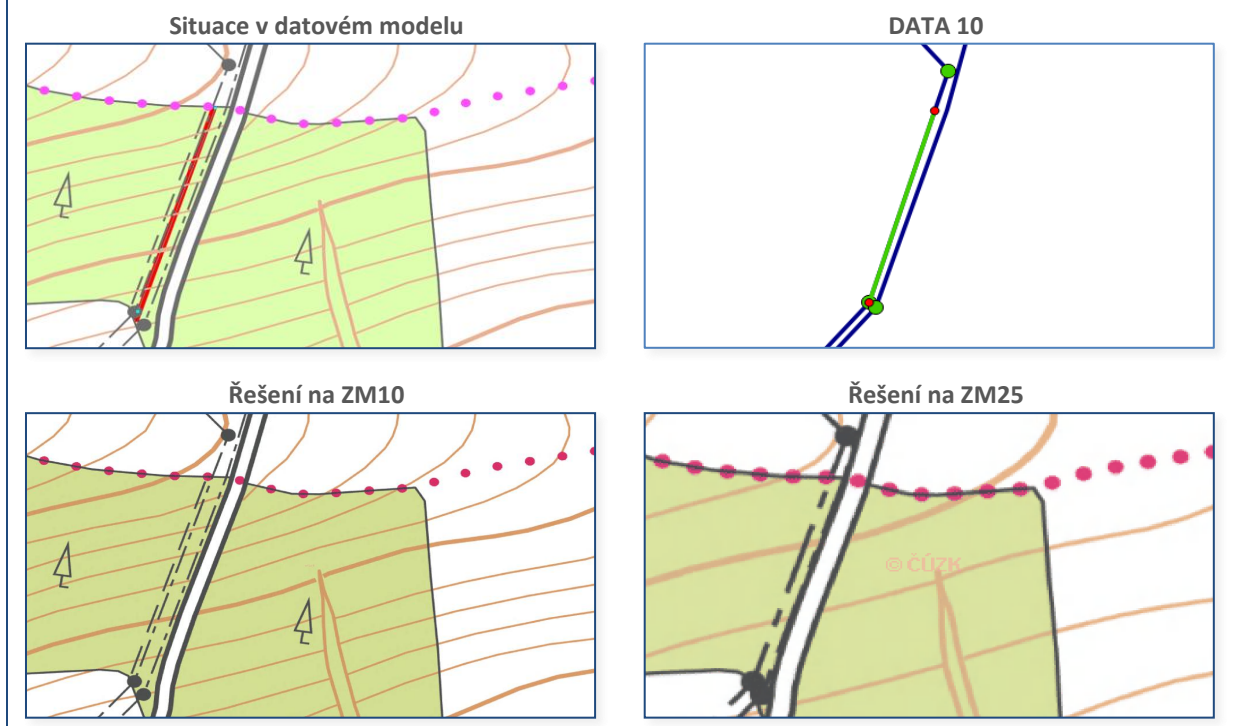 Situace v datovém modelu
DATA 10
Řešení na ZM10
Řešení na ZM25
© ČÚZK